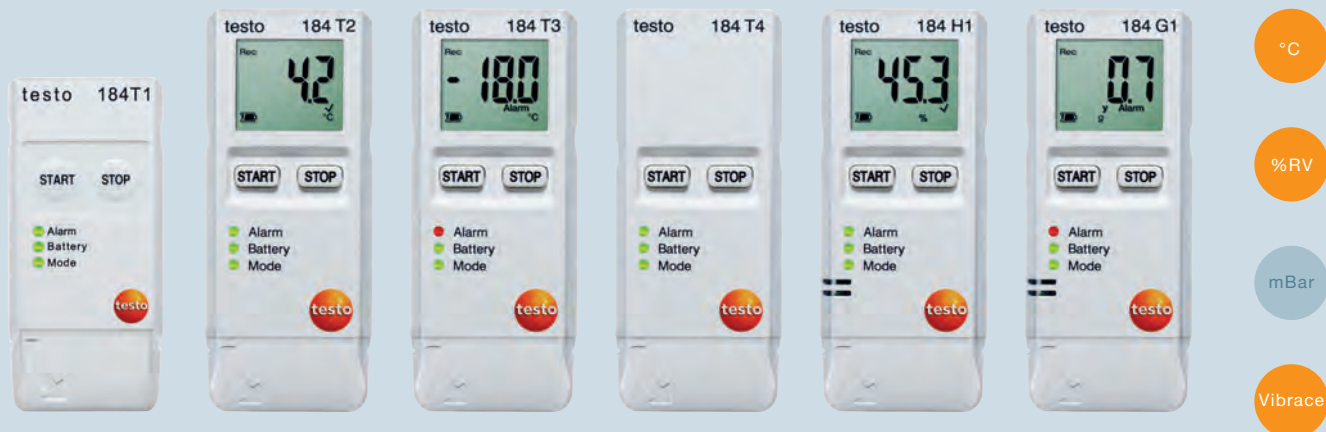 testo 184T1
START STOP
Alarm
Battery
Mode
testo
testo 184 T2
Rec
4.2
°C
START STOP
Alarm
Battery
Mode
testo
testo 184 T3
Rec
- 18.0
Alarm
°C
START STOP
Alarm
Battery
Mode
testo
testo 184 T4
START STOP
Alarm
Battery
Mode
testo
testo 184 H1
Rec
45.3
%
START STOP
Alarm
Battery
Mode
testo
testo 184 G1
Rec
0.7
y Alarm
g
START STOP
Alarm
Battery
Mode
testo
°C
%RV
mBar
Vibrace